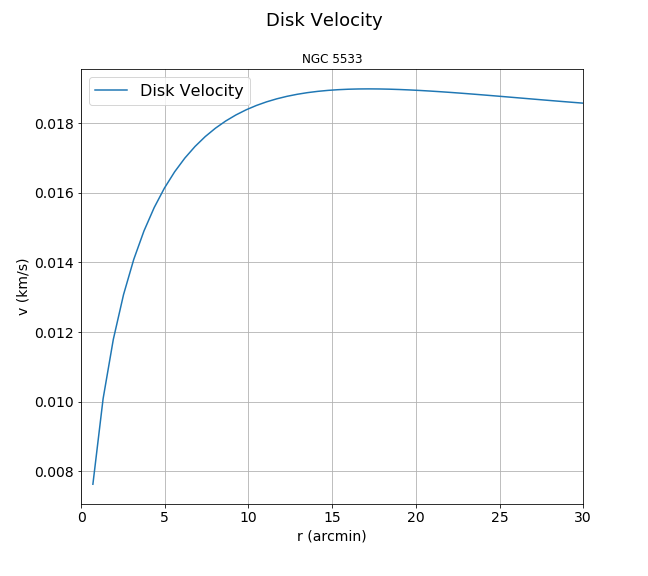 Disk Velocity
NGC 5533
Disk Velocity
v (km/s)
0.018
0.016
0.014
0.012
0.010
0.008
0 5 10 15 20 25 30
r (arcmin)